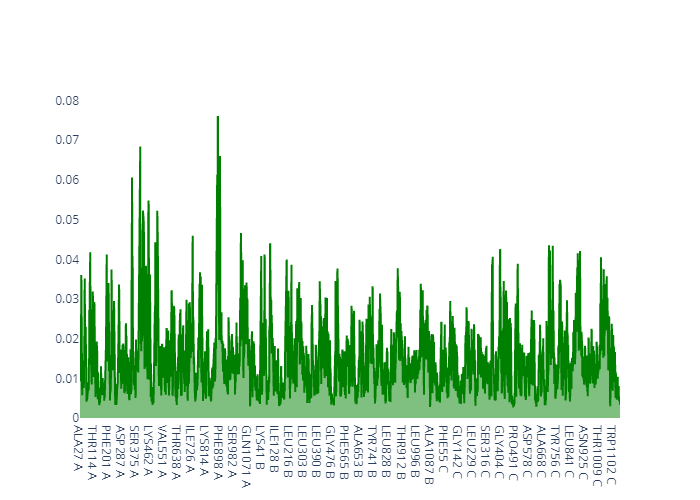 0.08
0.07
0.06
0.05
0.04
0.03
0.02
0.01
0
ALA27 A
THR114 A
PHE201 A
ASP287 A
SER375 A
LYS462 A
VAL551 A
THR638 A
ILE726 A
LYS814 A
PHE898 A
SER982 A
GLN1071 A
LYS41 B
ILE128 B
LEU216 B
LEU303 B
LEU390 B
GLY476 B
PHE565 B
ALA653 B
TYR741 B
LEU828 B
THR912 B
LEU996 B
ALA1087 B
PHE55 C
GLY142 C
LEU229 C
SER316 C
GLY404 C
PRO491 C
ASP578 C
ALA668 C
TYR756 C
LEU841 C
ASN925 C
THR1009 C
TRP1102 C